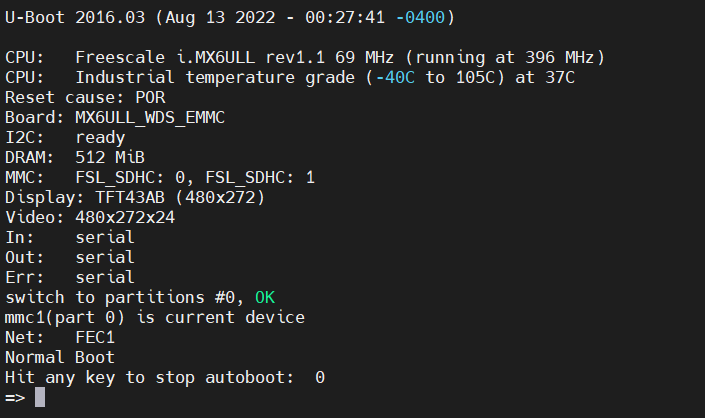 U-Boot 2016.03 (Aug 13 2022 - 00:27:41 -0400)
CPU:   Freescale i.MX6ULL rev1.1 69 MHz (running at 396 MHz)
CPU:   Industrial temperature grade (-40C to 105C) at 37C
Reset cause: POR
Board: MX6ULL_WDS_EMMC
I2C:   ready
DRAM:  512 MiB
MMC:   FSL_SDHC: 0, FSL_SDHC: 1
Display: TFT43AB (480x272)
Video: 480x272x24
In:    serial
Out:   serial
Err:   serial
switch to partitions #0, OK
mmc1(part 0) is current device
Net:   FEC1
Normal Boot
Hit any key to stop autoboot:  0
=>